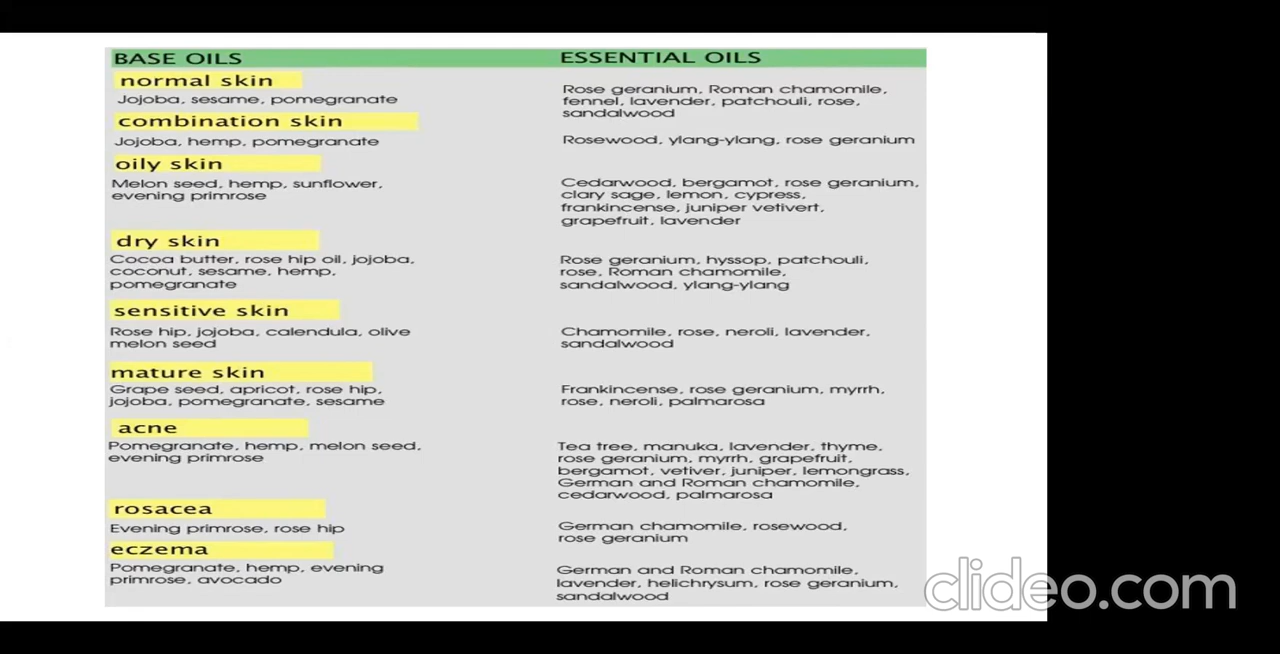 BASE OILS
ESSENTIAL OILS
normal skin
Jojoba, sesame, pomegranate
Rose geranium, Roman chamomile,
fennel, lavender, patchouli, rose,
sandalwood
combination skin
Jojoba, hemp, pomegranate
Rosewood, ylang-ylang, rose geranium
oily skin
Melon seed, hemp, sunflower,
evening primrose
Cedarwood, bergamot, rose geranium,
clary sage, lemon, cypress,
frankincense, juniper vetivert,
grapefruit, lavender
dry skin
Cocoa butter, rose hip oil, jojoba,
coconut, sesame, hemp,
pomegranate
Rose geranium, hyssop, patchouli,
rose, Roman chamomile,
sandalwood, ylang-ylang
sensitive skin
Rose hip, jojoba, calendula, olive
melon seed
Chamomile, rose, neroli, lavender,
sandalwood
mature skin
Grape seed, apricot, rose hip,
jojoba, pomegranate, sesame
Frankincense, rose geranium, myrrh,
rose, neroli, palmarosa
acne
Pomegranate, hemp, melon seed,
evening primrose
Tea tree, manuka, lavender, thyme,
rose geranium, myrrh, grapefruit,
bergamot, vetiver, juniper, lemongrass,
German and Roman chamomile,
cedarwood, palmarosa
rosacea
Evening primrose, rose hip
German chamomile, rosewood,
rose geranium
eczema
Pomegranate, hemp, evening
primrose, avocado
German and Roman chamomile,
lavender, helichrysum, rose geranium,
sandalwood
clideo.com